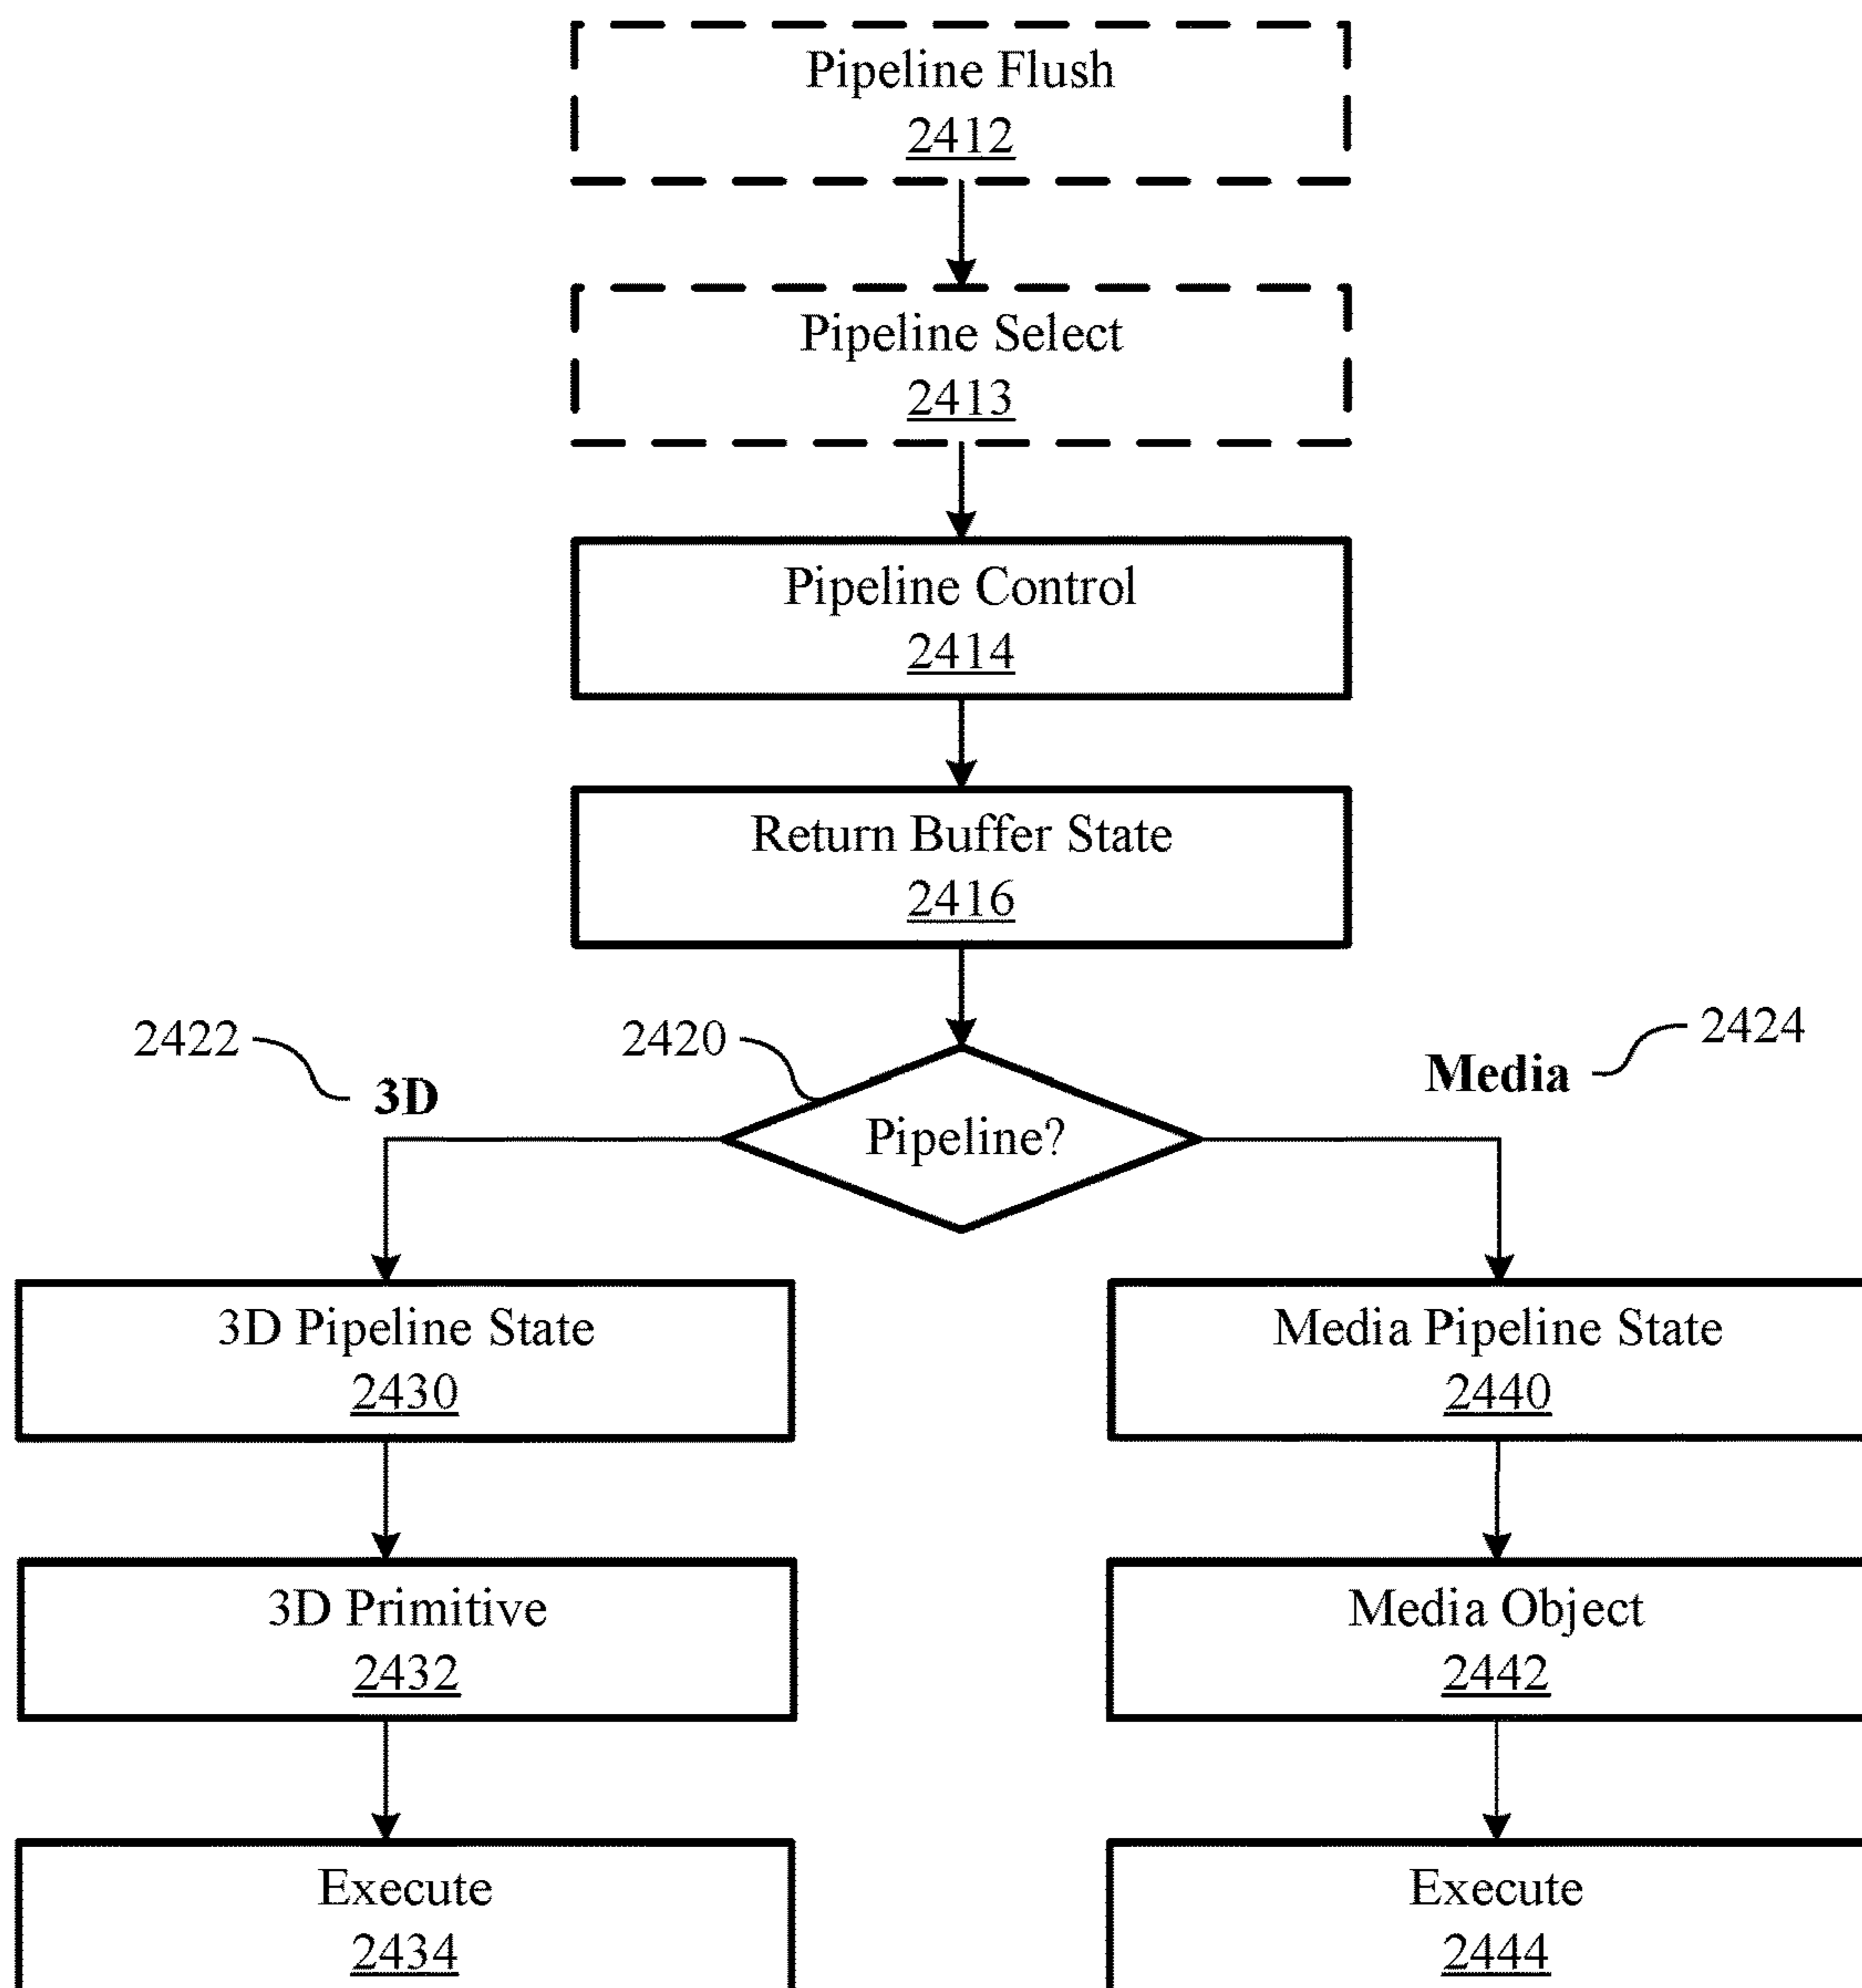 Pipeline Flush
2412
Pipeline Select
2413
Pipeline Control
2414
Return Buffer State
2416
2422
2420
2424
3D
Media
Pipeline?
3D Pipeline State
2430
Media Pipeline State
2440
3D Primitive
2432
Media Object
2442
Execute
2434
Execute
2444